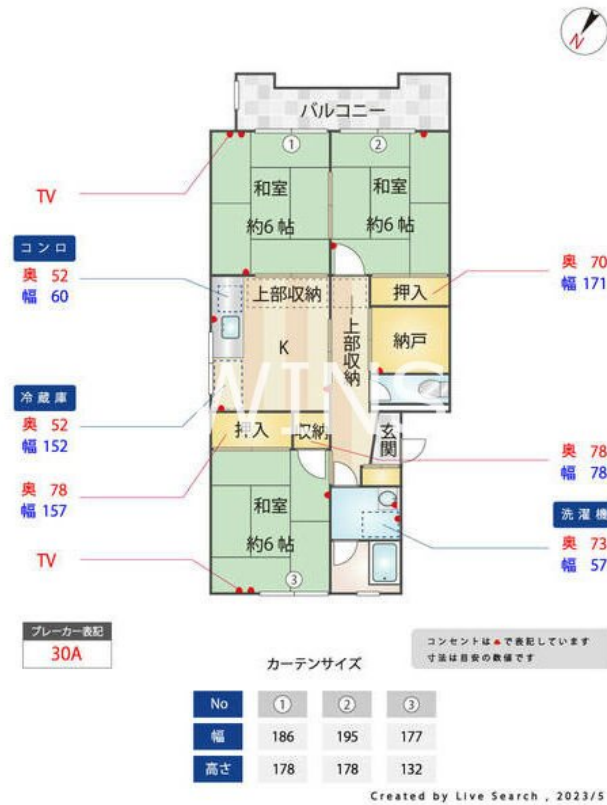 N
バルコニー
①
②
TV
和室
約6帖
和室
約6帖
コンロ
奥 52
幅 60
上部収納
押入
奥 70
幅 171
K
上部収納
納戸
WINS
冷蔵庫
奥 52
幅 152
押入
収納
玄関
奥 78
幅 78
奥 78
幅 157
和室
約6帖
洗濯機
奥 73
幅 57
TV
③
ブレーカー表記
30A
コンセントは で表記しています
寸法は目安の数値です
カーテンサイズ
No ① ② ③
幅 186 195 177
高さ 178 178 132
Created by Live Search , 2023/5